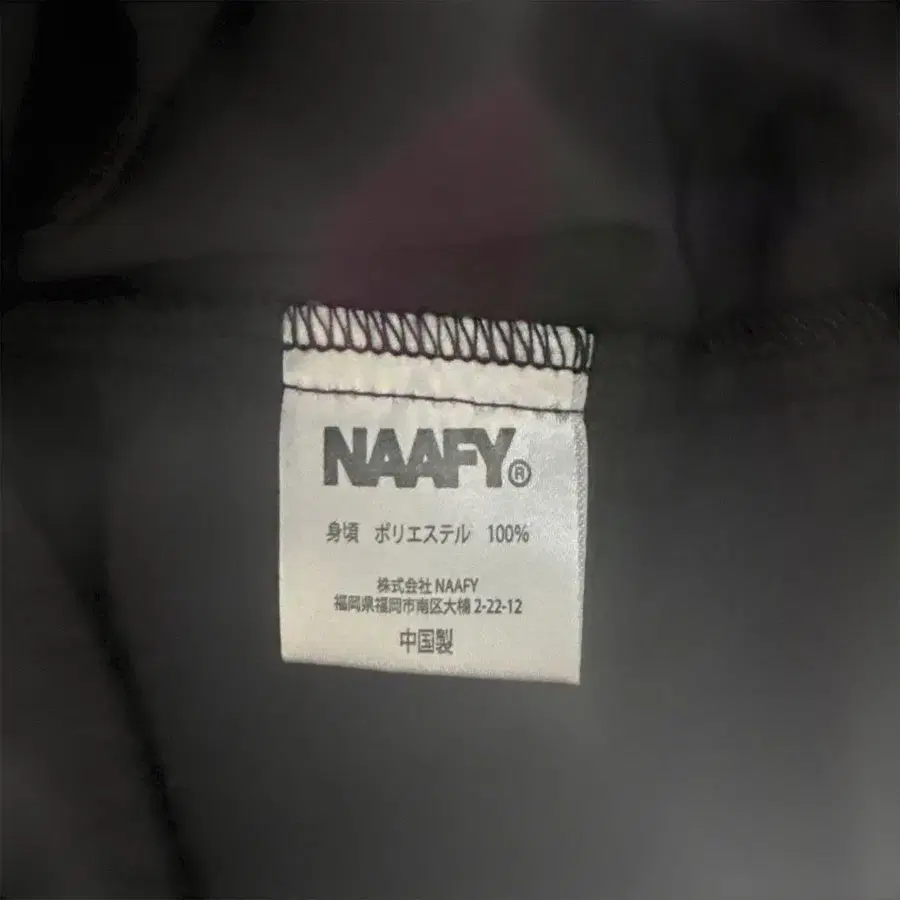 NAAFY®
身頃 ポリエステル 100%
株式会社 NAAFY
福岡県福岡市南区大楠 2-22-12
中国製